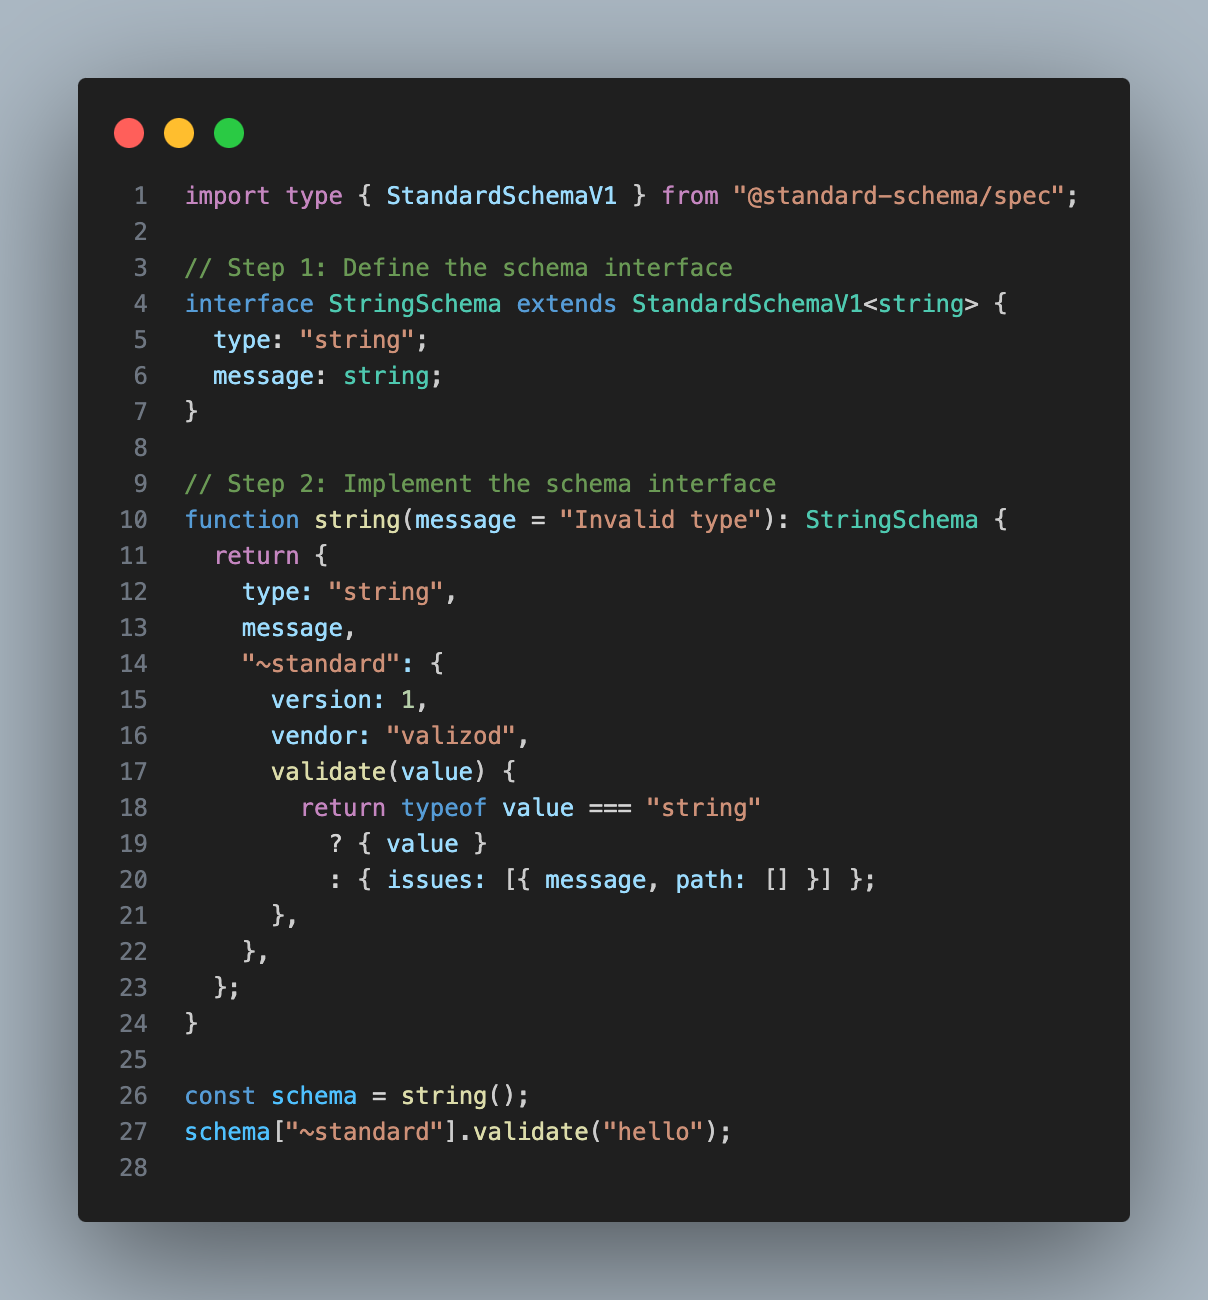 1 import type { StandardSchemaV1 } from "@standard-schema/spec";
2
3 // Step 1: Define the schema interface
4 interface StringSchema extends StandardSchemaV1<string> {
5   type: "string";
6   message: string;
7 }
8
9 // Step 2: Implement the schema interface
10 function string(message = "Invalid type"): StringSchema {
11   return {
12     type: "string",
13     message,
14     "~standard": {
15       version: 1,
16       vendor: "valizod",
17       validate(value) {
18         return typeof value === "string"
19           ? { value }
20           : { issues: [{ message, path: [] }] };
21       },
22     },
23   };
24 }
25
26 const schema = string();
27 schema["~standard"].validate("hello");
28